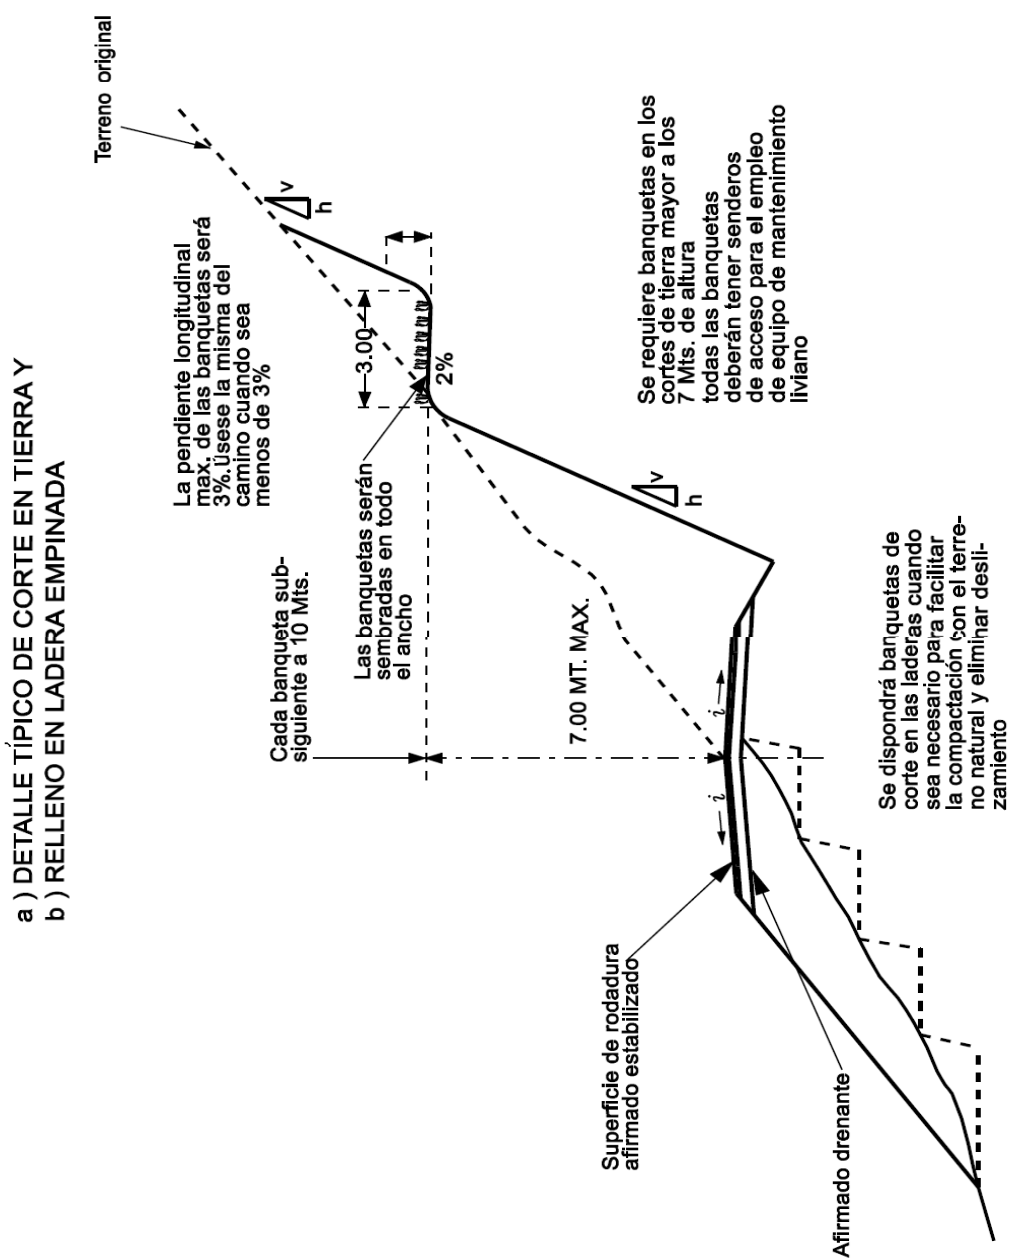 a ) DETALLE TÍPICO DE CORTE EN TIERRA Y
b ) RELLENO EN LADERA EMPINADA
Terreno original
La pendiente longitudinal
max. de las banquetas será
3%.Úsese la misma del
camino cuando sea
menos de 3%
v
h
Cada banqueta sub-
siguiente a 10 Mts.
3.00
Las banquetas serán
sembradas en todo
el ancho
2%
7.00 MT. MAX.
v
h
Se requiere banquetas en los
cortes de tierra mayor a los
7 Mts. de altura
todas las banquetas
deberán tener senderos
de acceso para el empleo
de equipo de mantenimiento
liviano
i
i
Superficie de rodadura
afirmado estabilizado
Afirmado drenante
Se dispondrá banquetas de
corte en las laderas cuando
sea necesario para facilitar
la compactación con el terre-
no natural y eliminar desli-
zamiento